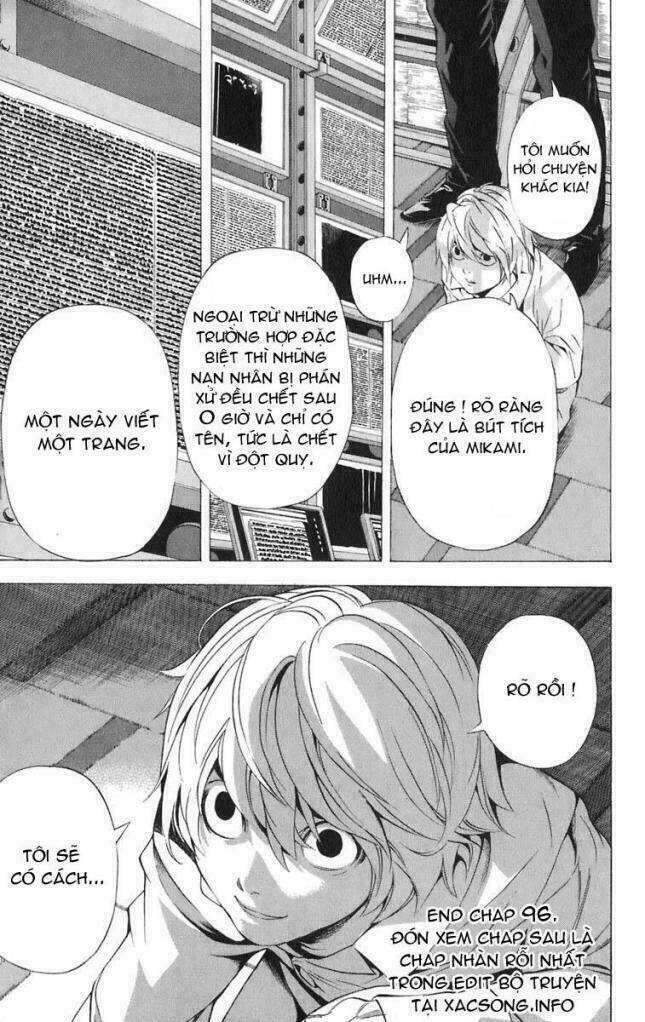 TÔI MUỐN
HỎI CHUYỆN
KHÁC KIA!
UHM...
ĐÚNG ! RÕ RÀNG
ĐÂY LÀ BÚT TÍCH
CỦA MIKAMI.
NGOẠI TRỪ NHỮNG
TRƯỜNG HỢP ĐẶC
BIỆT THÌ NHỮNG
NẠN NHÂN BỊ PHÁN
XỬ ĐỀU CHẾT SAU
0 GIỜ VÀ CHỈ CÓ
TÊN, TỨC LÀ CHẾT
VÌ ĐỘT QUỴ.
MỘT NGÀY VIẾT
MỘT TRANG.
RÕ RỒI !
TÔI SẼ
CÓ CÁCH...
END CHAP 96.
ĐÓN XEM CHAP SAU LÀ
CHAP NHÀN RỖI NHẤT
TRONG EDIT BỘ TRUYỆN
TẠI XACSONG.INFO